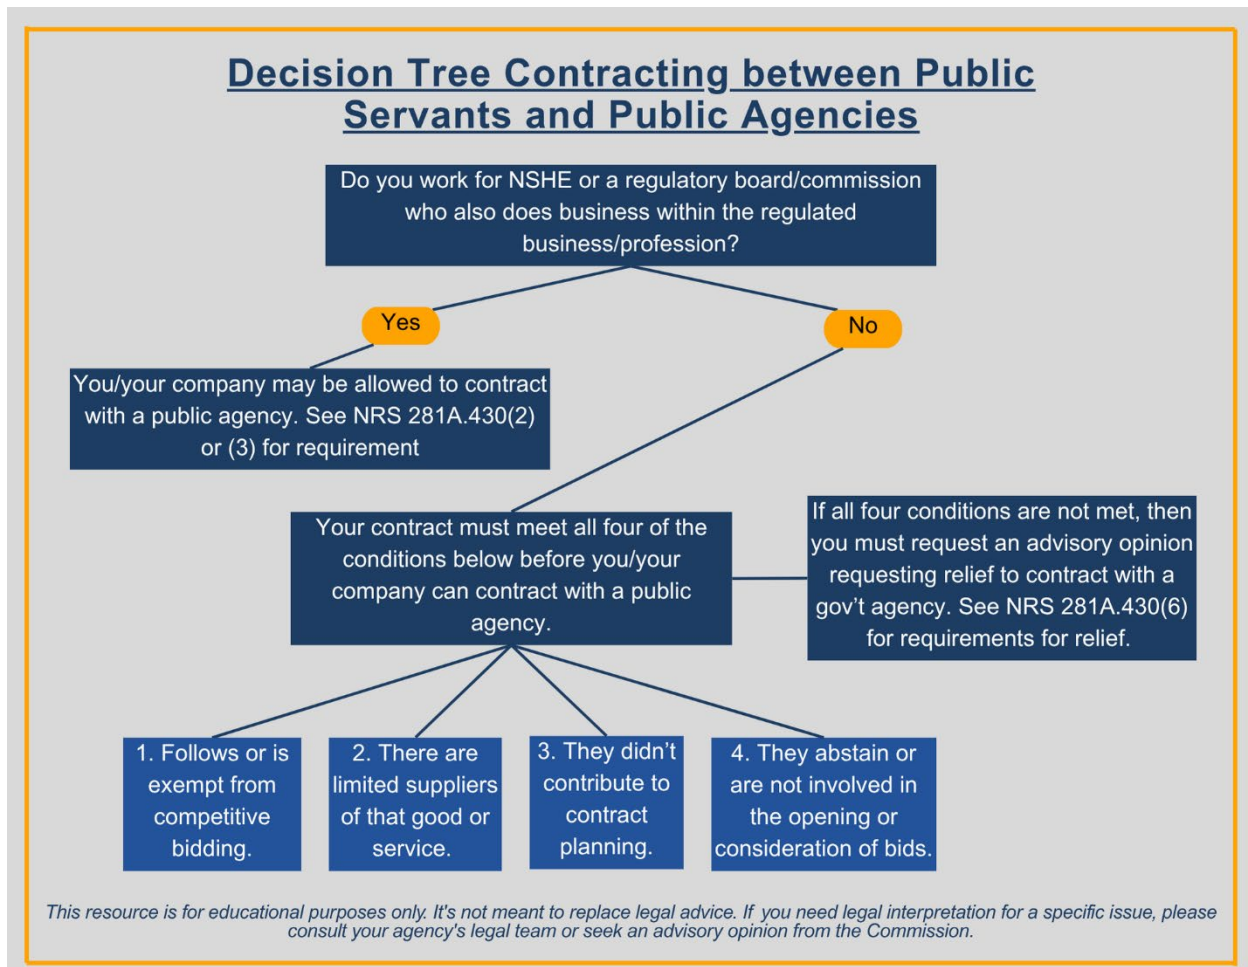 Decision Tree Contracting between Public
Servants and Public Agencies
Do you work for NSHE or a regulatory board/commission
who also does business within the regulated
business/profession?
Yes
No
You/your company may be allowed to contract
with a public agency. See NRS 281A.430(2)
or (3) for requirement
Your contract must meet all four of the
conditions below before you/your
company can contract with a public
agency.
If all four conditions are not met, then
you must request an advisory opinion
requesting relief to contract with a
gov't agency. See NRS 281A.430(6)
for requirements for relief.
1. Follows or is
exempt from
competitive
bidding.
2. There are
limited suppliers
of that good or
service.
3. They didn't
contribute to
contract
planning.
4. They abstain or
are not involved in
the opening or
consideration of bids.
This resource is for educational purposes only. It's not meant to replace legal advice. If you need legal interpretation for a specific issue, please
consult your agency's legal team or seek an advisory opinion from the Commission.